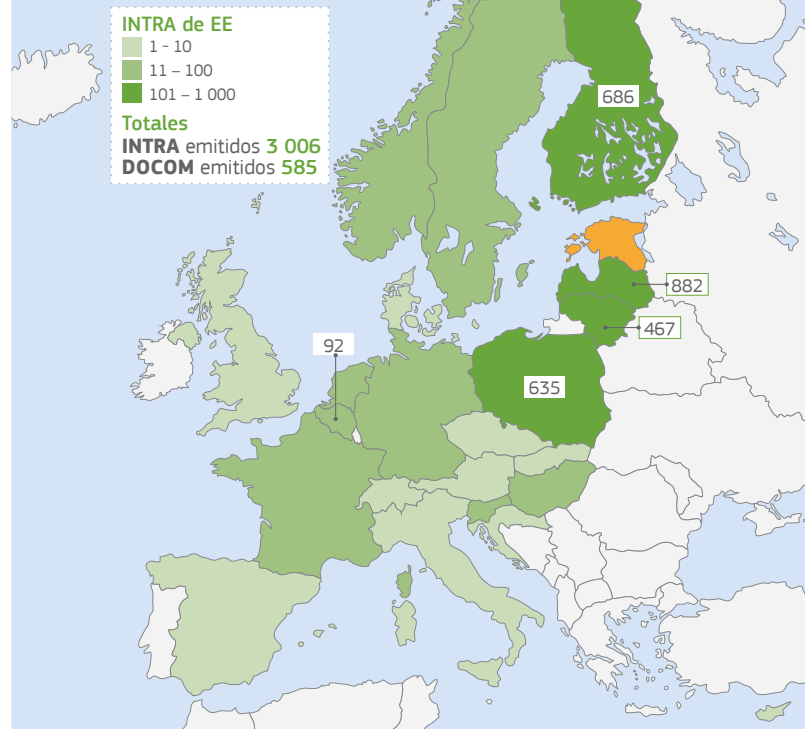 INTRA de EE
1 - 10
11 – 100
101 – 1 000
Totales
INTRA emitidos 3 006
DOCOM emitidos 585
686
882
467
92
635